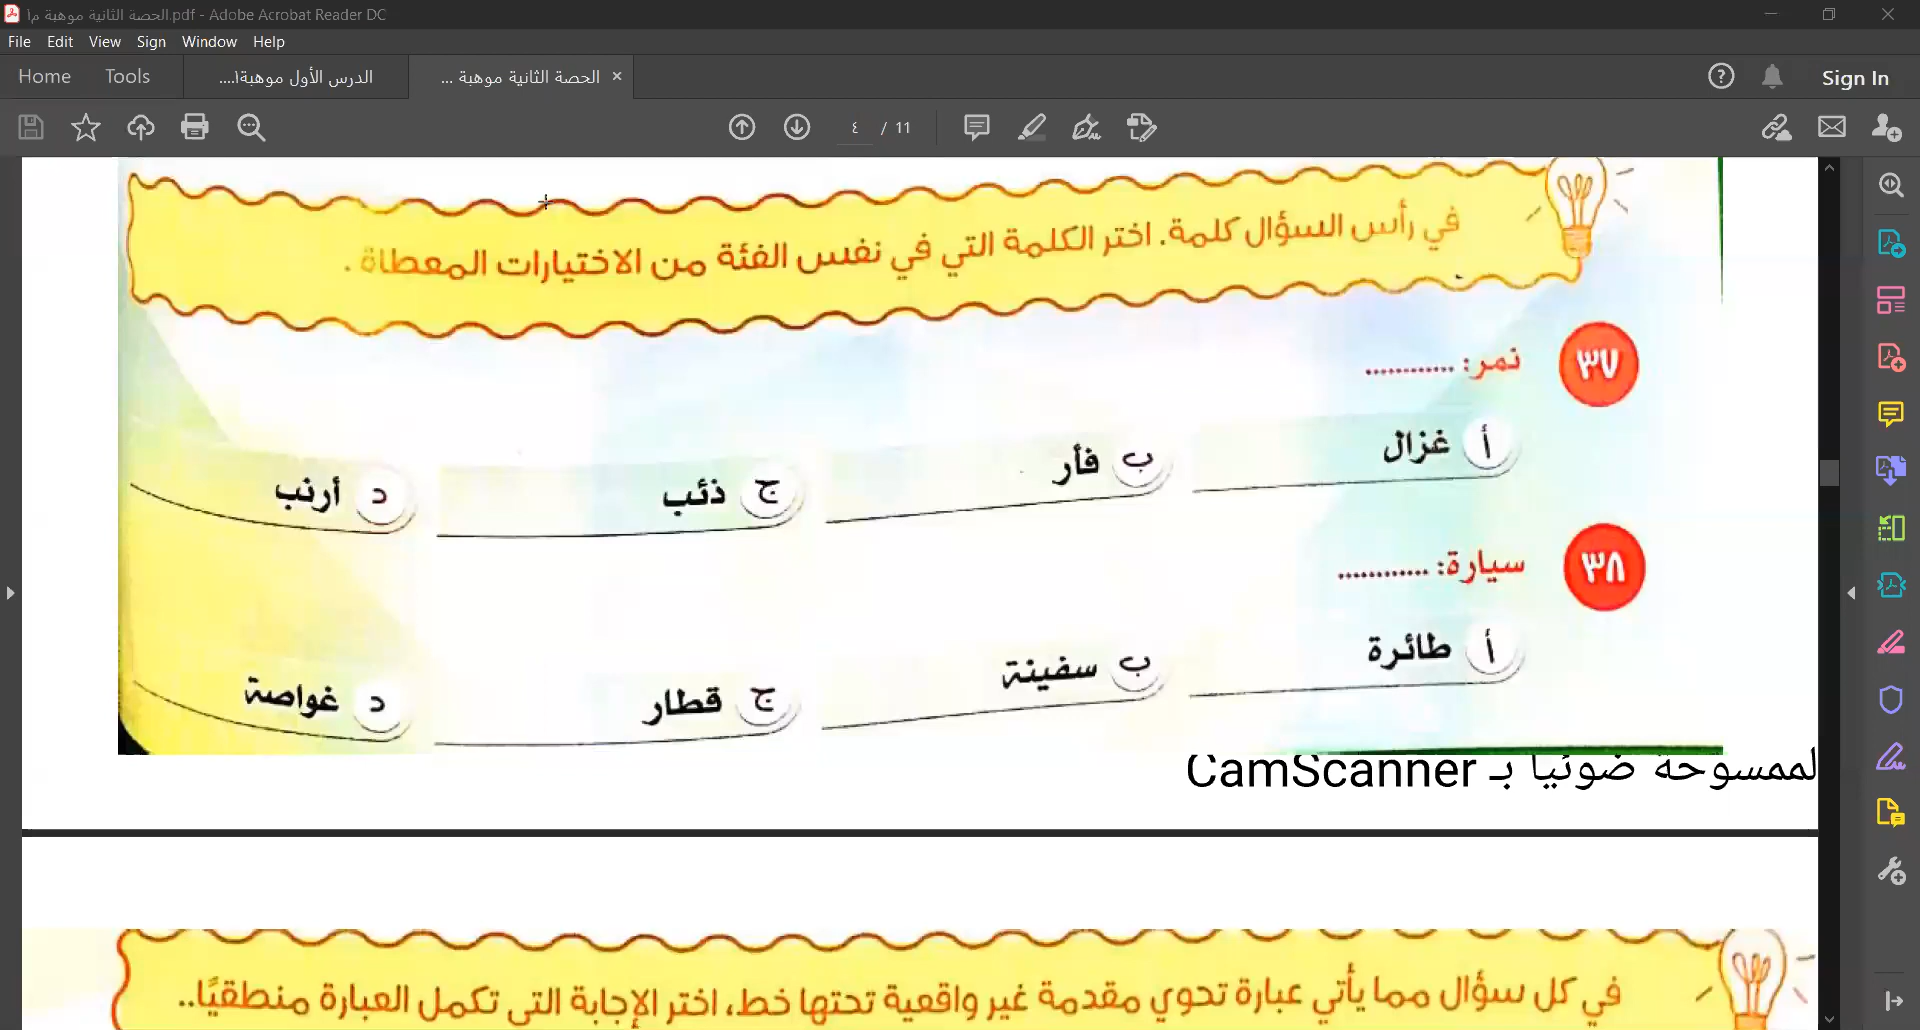 الحصة الثانية موهبة م١.pdf - Adobe Acrobat Reader DC
File Edit View Sign Window Help
Home Tools الدرس الأول موهبة١.... الحصة الثانية موهبة ... × Sign In
٤ / 11
في رأس السؤال كلمة. اختر الكلمة التي في نفس الفئة من الاختيارات المعطاة .
٣٧ نمر: ............
أ غزال ب فأر ج ذئب د أرنب
٣٨ سيارة: ............
أ طائرة ب سفينة ج قطار د غواصة
لممسوحة ضوئيا بـ CamScanner
في كل سؤال مما يأتي عبارة تحوي مقدمة غير واقعية تحتها خط، اختر الإجابة التي تكمل العبارة منطقيًا..